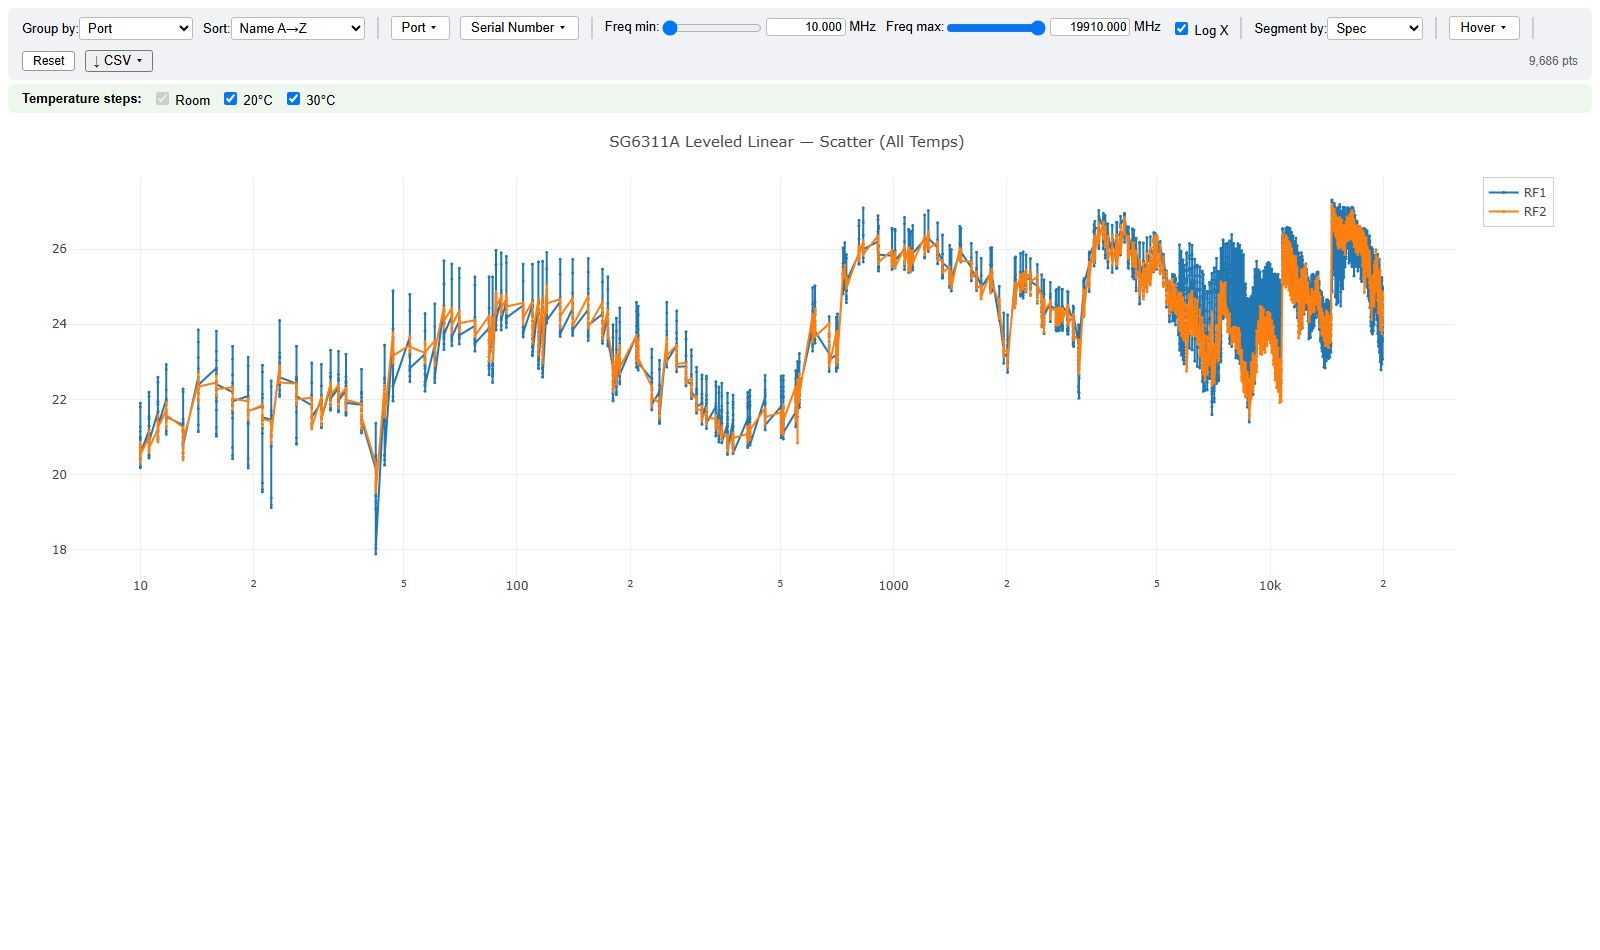 Group by: Port Sort: Name A→Z Port ▾ Serial Number ▾ Freq min: 10.000 MHz Freq max: 19910.000 MHz Log X Segment by: Spec Hover ▾
Reset ↓ CSV ▾ 9,686 pts
Temperature steps: Room 20°C 30°C
SG6311A Leveled Linear — Scatter (All Temps)
RF1
RF2
26
24
22
20
18
10 2 5 100 2 5 1000 2 5 10k 2